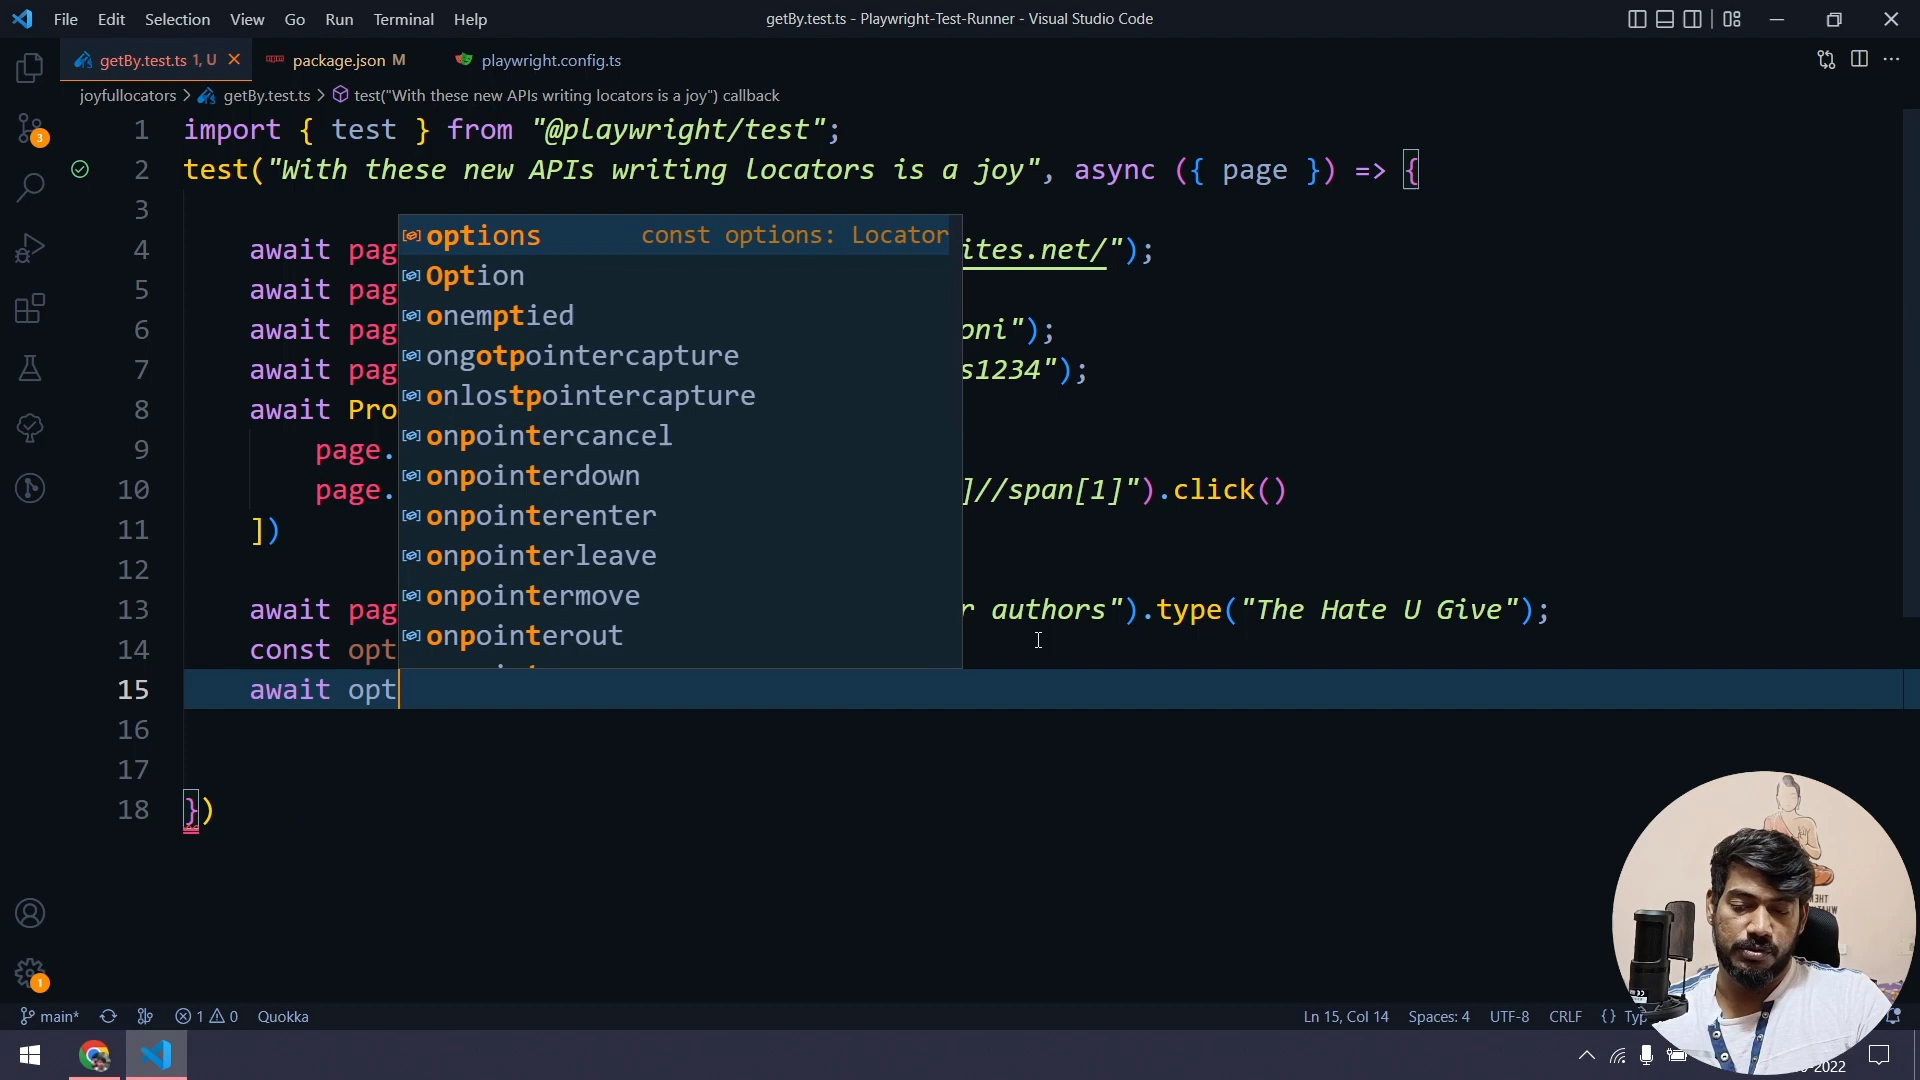 File Edit Selection View Go Run Terminal Help
getBy.test.ts - Playwright-Test-Runner - Visual Studio Code
getBy.test.ts 1, U
package.json M
playwright.config.ts
joyfullocators > getBy.test.ts > test("With these new APIs writing locators is a joy") callback
1 import { test } from "@playwright/test";
2 test("With these new APIs writing locators is a joy", async ({ page }) => {
3
options const options: Locator
4 await pag ites.net/");
Option
5 await pag
onemptied
6 await pag oni");
ongotpointercapture
7 await pag s1234");
onlostpointercapture
8 await Pro
onpointercancel
9 page.
onpointerdown
10 page. ]//span[1]").click()
onpointerenter
11 ])
onpointerleave
12
onpointermove
13 await pag r authors").type("The Hate U Give");
onpointerout
14 const opt
15 await opt
16
17
18 })
3
1
main* 1 0 Quokka
Ln 15, Col 14 Spaces: 4 UTF-8 CRLF {} Typ
-2022